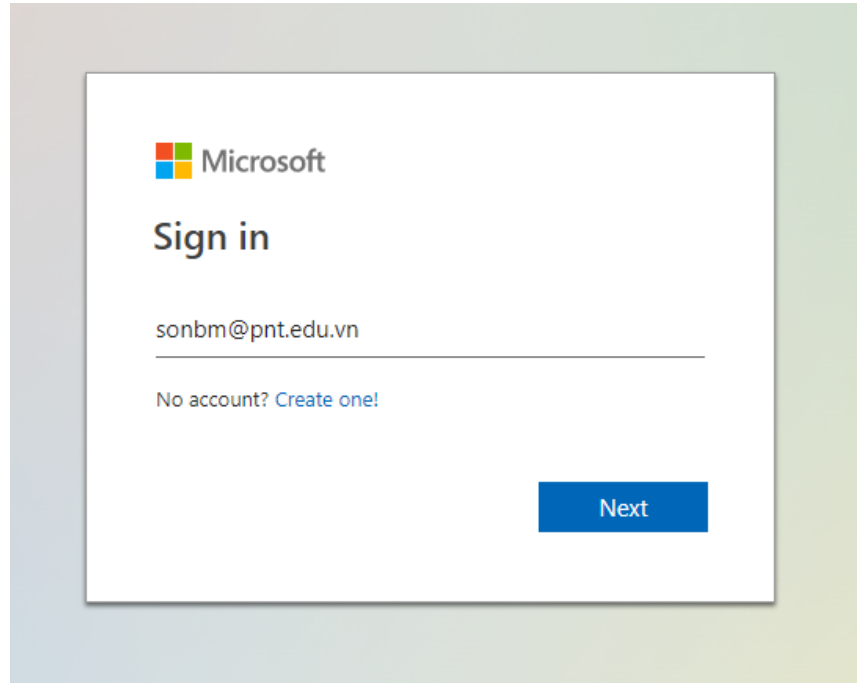 Microsoft
Sign in
sonbm@pnt.edu.vn
No account? Create one!
Next